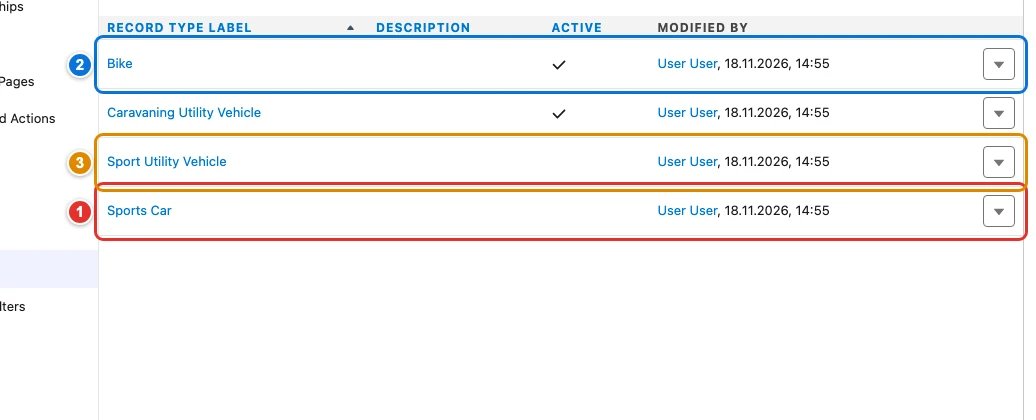 hips
RECORD TYPE LABEL DESCRIPTION ACTIVE MODIFIED BY
2 Bike User User, 18.11.2026, 14:55
Pages
Caravaning Utility Vehicle User User, 18.11.2026, 14:55
d Actions
3 Sport Utility Vehicle User User, 18.11.2026, 14:55
1 Sports Car User User, 18.11.2026, 14:55
lters